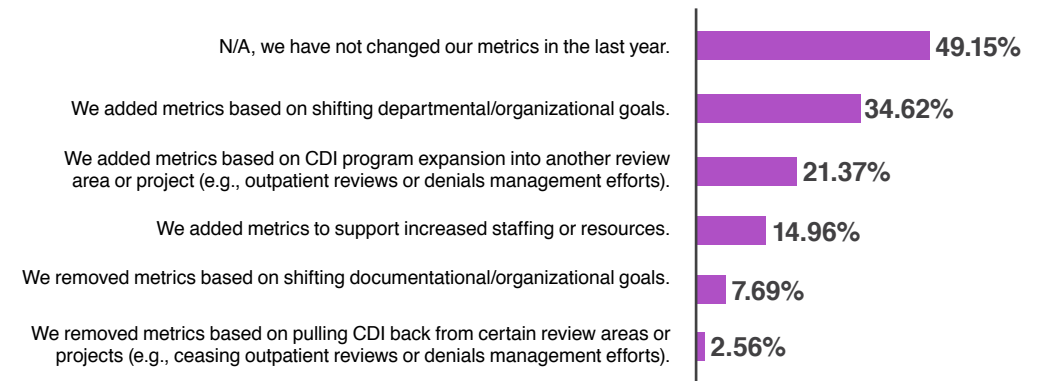 N/A, we have not changed our metrics in the last year.
49.15%
We added metrics based on shifting departmental/organizational goals.
34.62%
We added metrics based on CDI program expansion into another review
area or project (e.g., outpatient reviews or denials management efforts).
21.37%
We added metrics to support increased staffing or resources.
14.96%
We removed metrics based on shifting documentational/organizational goals.
7.69%
We removed metrics based on pulling CDI back from certain review areas or
projects (e.g., ceasing outpatient reviews or denials management efforts).
2.56%